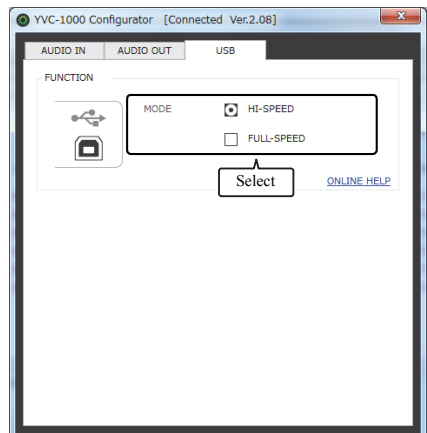 YVC-1000 Configurator [Connected Ver.2.08]
AUDIO IN AUDIO OUT USB
FUNCTION
MODE HI-SPEED
FULL-SPEED
Select
ONLINE HELP